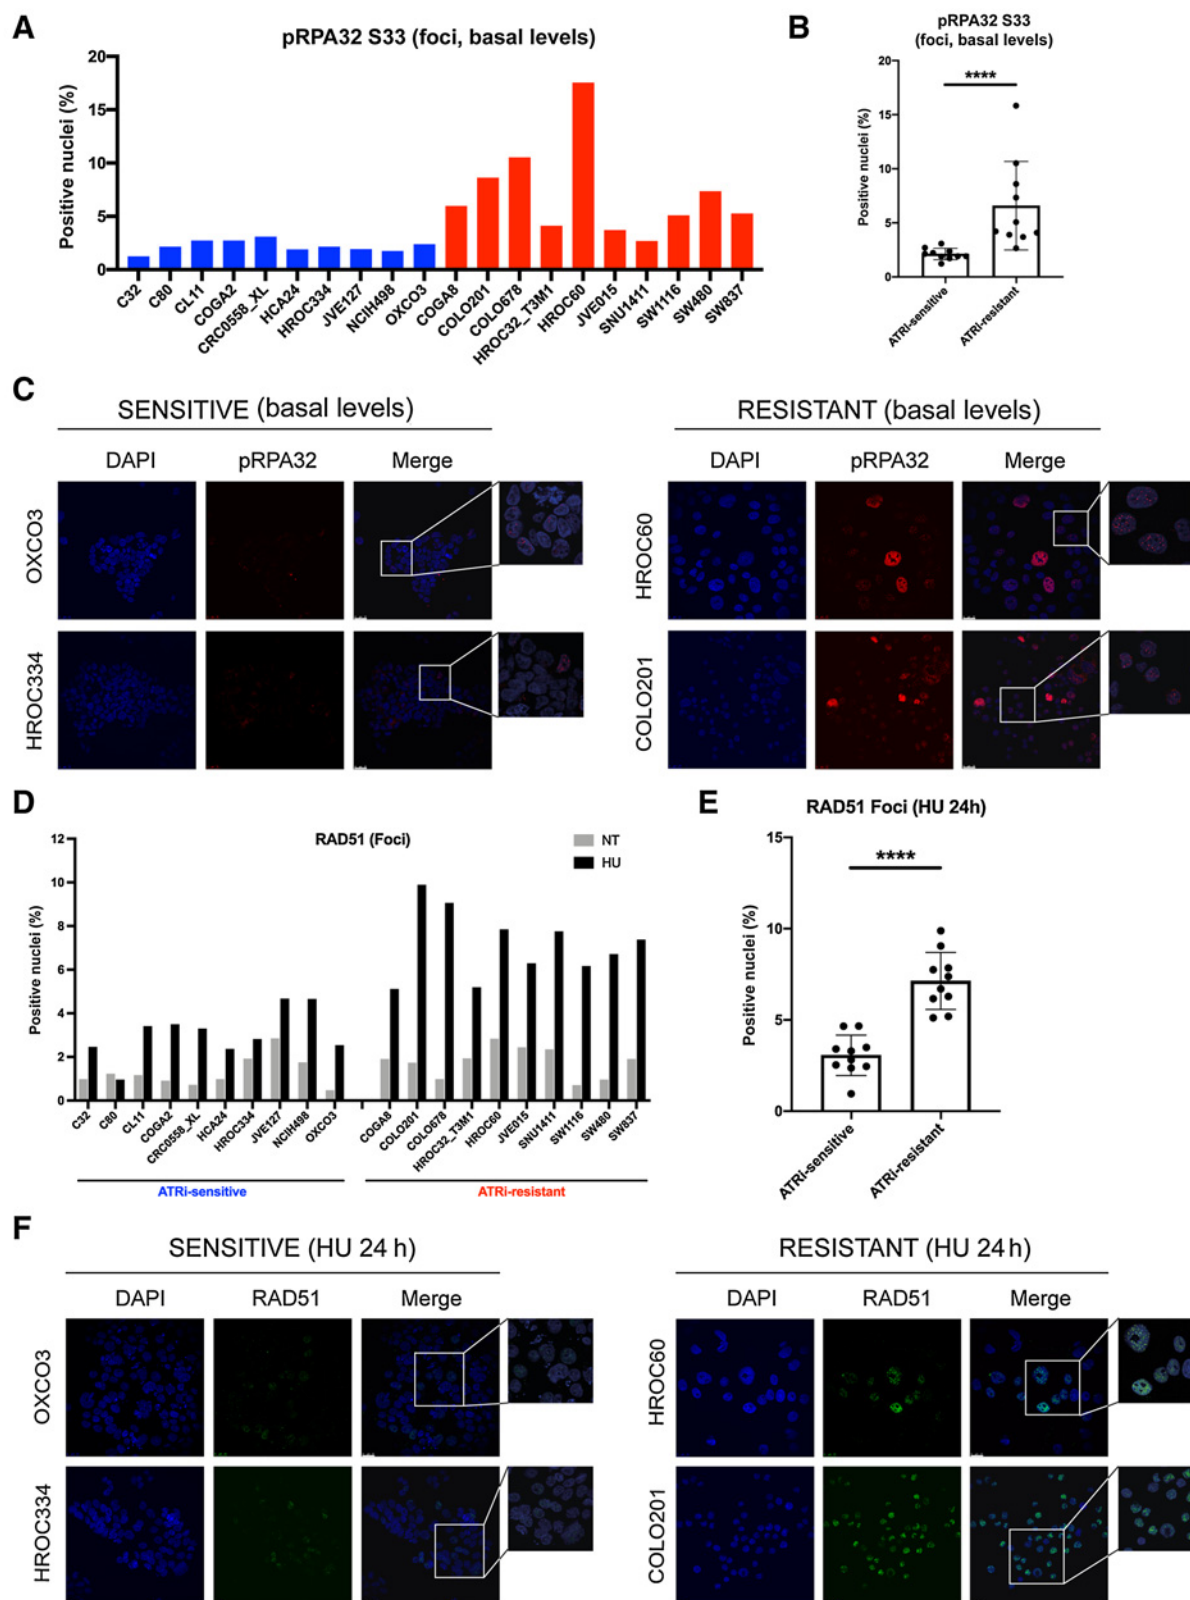 A
pRPA32 S33 (foci, basal levels)
Positive nuclei (%)
20
15
10
5
0
C32
C80
CL11
COGA2
CRC0558_XL
HCA24
HROC334
JVE127
NCIH498
OXCO3
COGA8
COLO201
COLO678
HROC32_T3M1
HROC60
JVE015
SNU1411
SW1116
SW480
SW837
B
pRPA32 S33
(foci, basal levels)
Positive nuclei (%)
20
15
10
5
0
****
ATRi-sensitive
ATRi-resistant
C
SENSITIVE (basal levels)
DAPI
pRPA32
Merge
OXCO3
HROC334
RESISTANT (basal levels)
DAPI
pRPA32
Merge
HROC60
COLO201
D
RAD51 (Foci)
NT
HU
Positive nuclei (%)
12
10
8
6
4
2
0
C32
C80
CL11
COGA2
CRC0558_XL
HCA24
HROC334
JVE127
NCIH498
OXCO3
COGA8
COLO201
COLO678
HROC32_T3M1
HROC60
JVE015
SNU1411
SW1116
SW480
SW837
ATRi-sensitive
ATRi-resistant
E
RAD51 Foci (HU 24h)
Positive nuclei (%)
15
10
5
0
****
ATRi-sensitive
ATRi-resistant
F
SENSITIVE (HU 24 h)
DAPI
RAD51
Merge
OXCO3
HROC334
RESISTANT (HU 24 h)
DAPI
RAD51
Merge
HROC60
COLO201